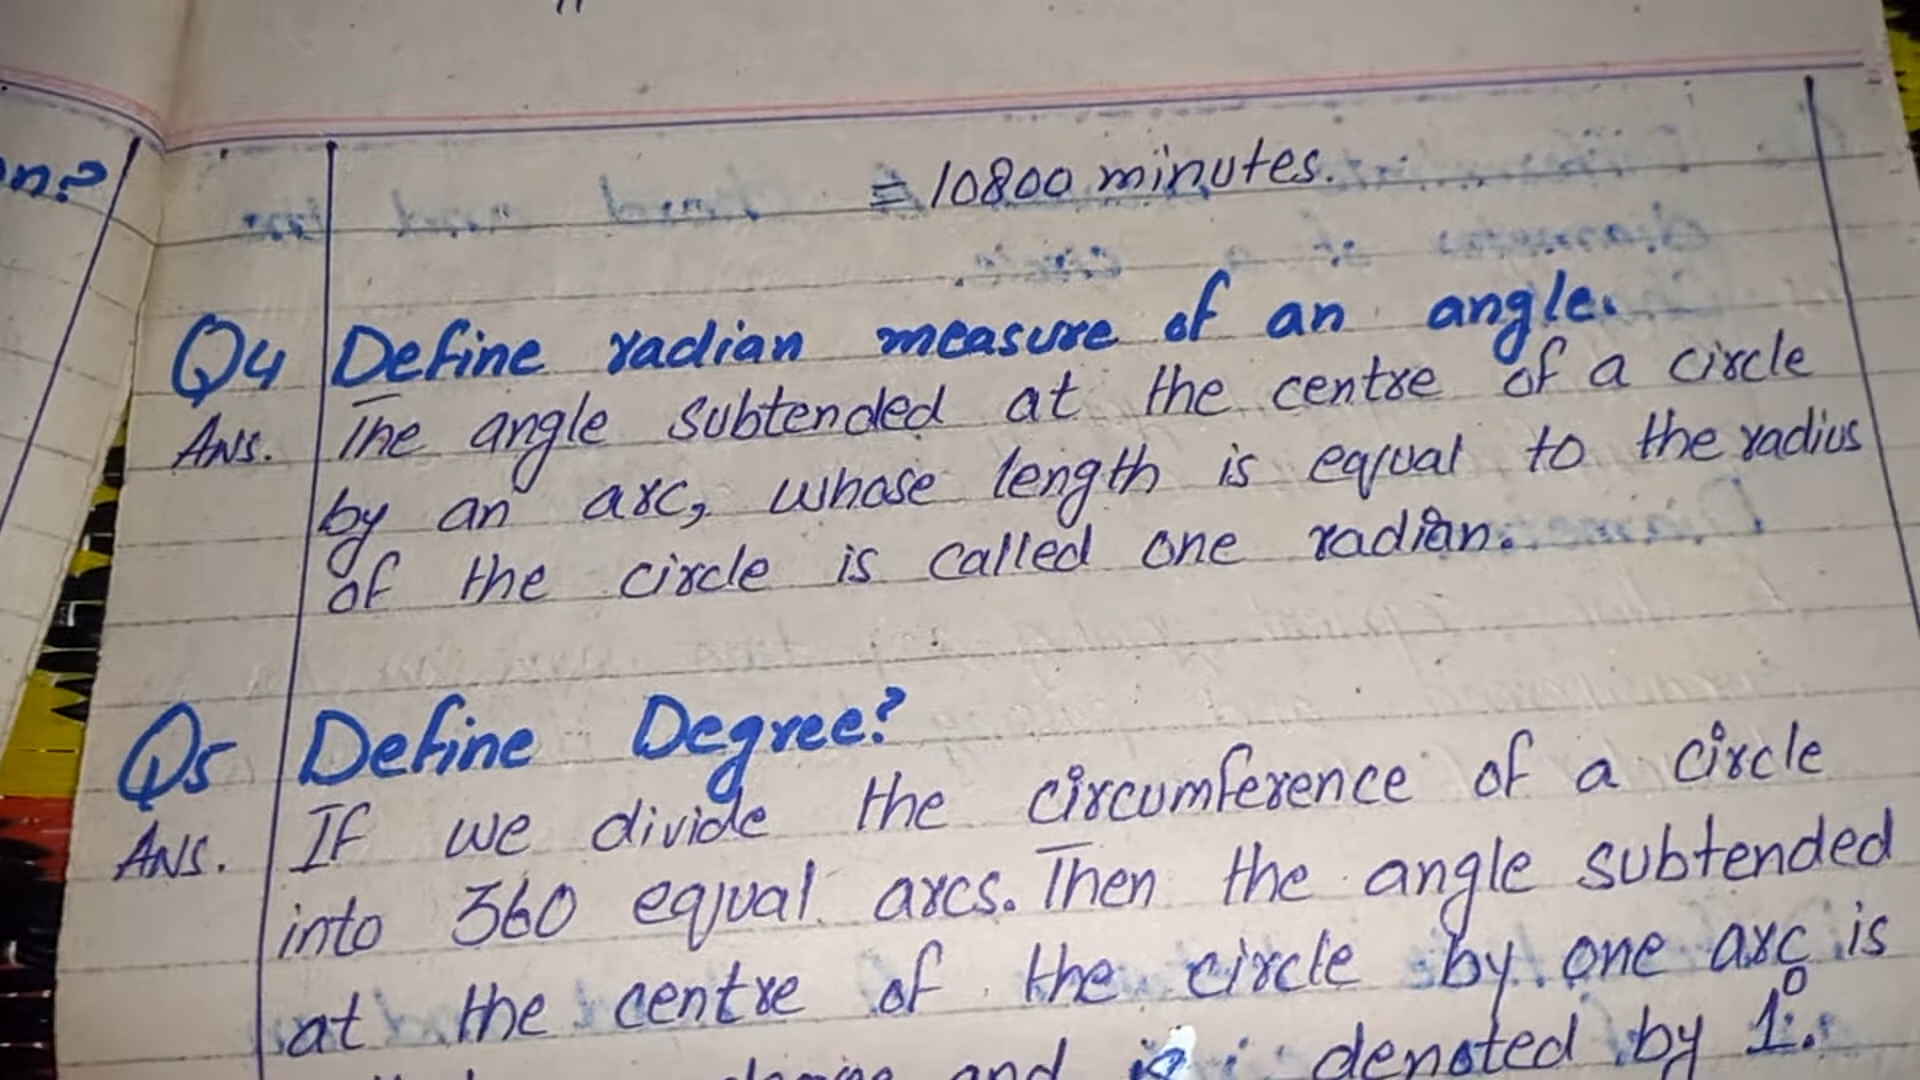 n?
= 10800 minutes.
Q4 Define radian measure of an angle.
Ans. The angle subtended at the centre of a circle
by an arc, whose length is equal to the radius
of the circle is called one radian.
Q5 Define Degree?
Ans. If we divide the circumference of a circle
into 360 equal arcs. Then the angle subtended
at the centre of the circle by one arc is
and is denoted by 1°.